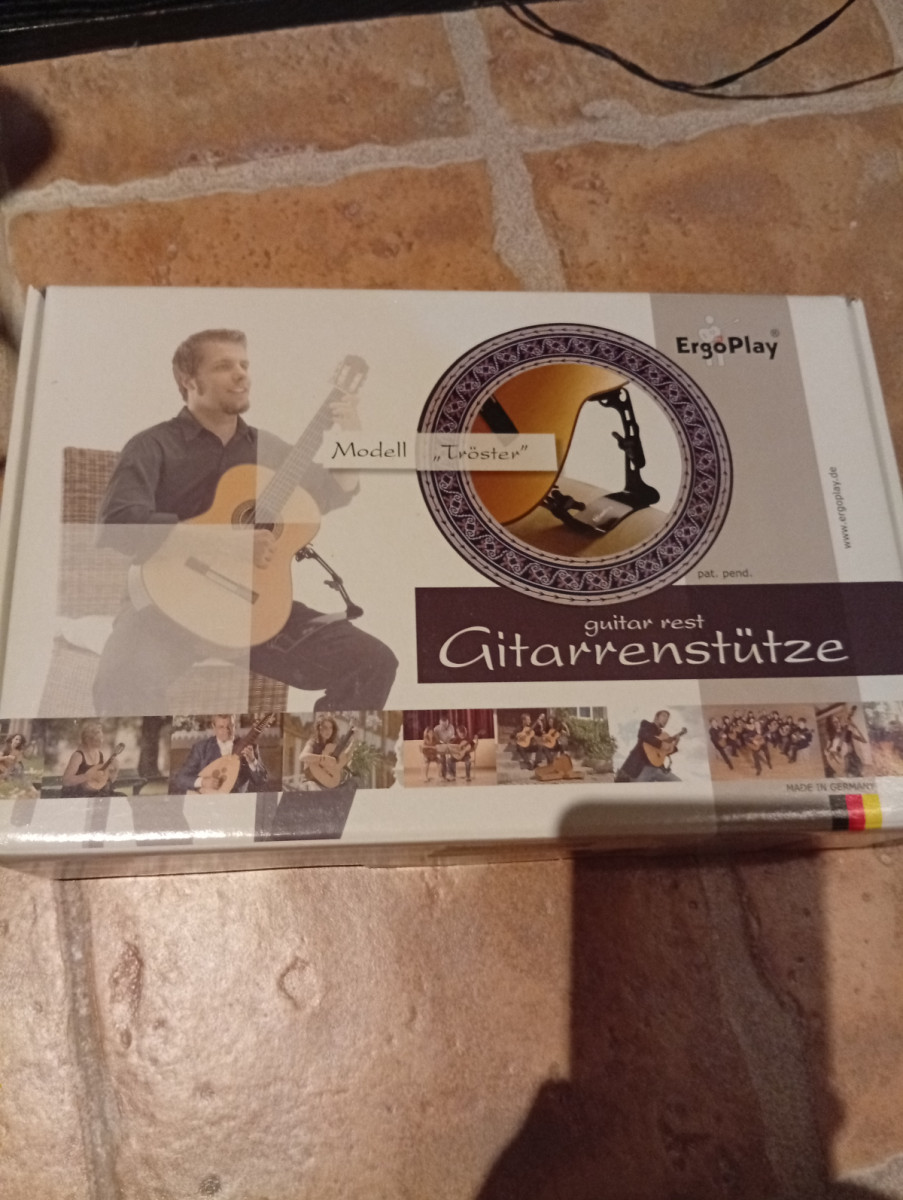 ErgoPlay®
Modell „Tröster”
www.ergoplay.de
pat. pend.
guitar rest
Gitarrenstütze
MADE IN GERMANY